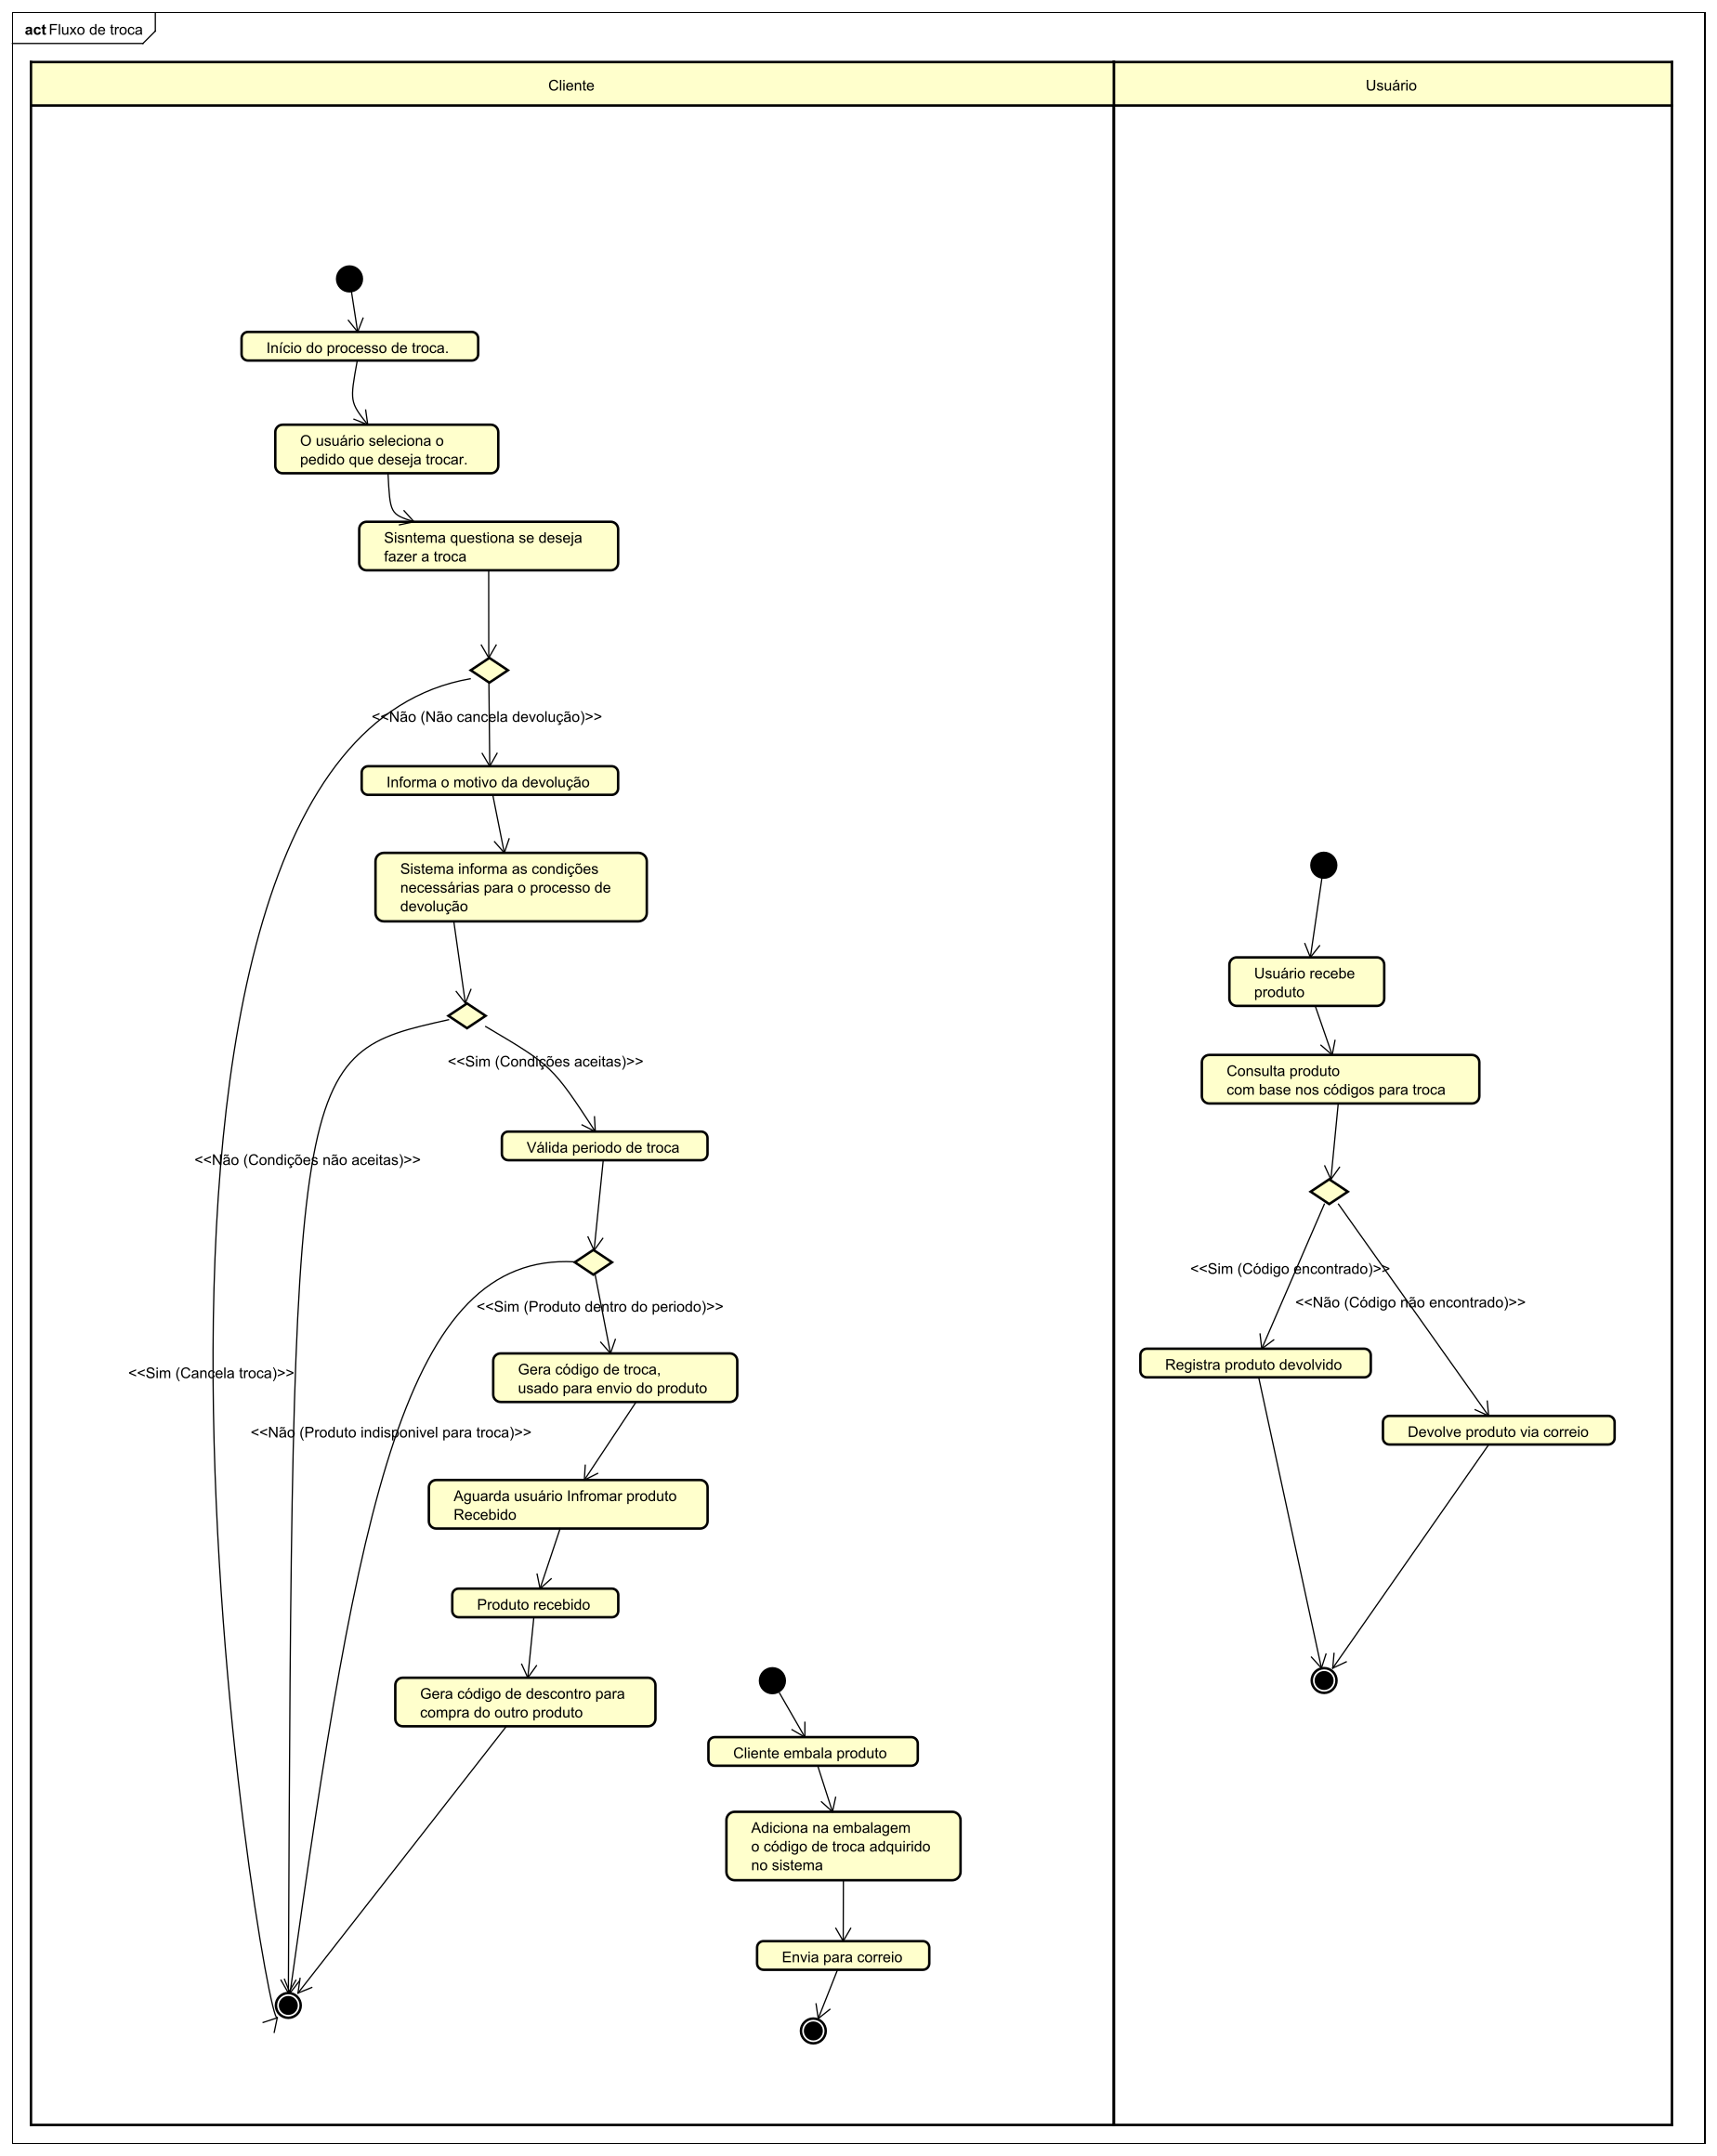 act Fluxo de troca
Cliente
Usuário
Início do processo de troca.
O usuário seleciona o
pedido que deseja trocar.
Sisntema questiona se deseja
fazer a troca
<<Não (Não cancela devolução)>>
Informa o motivo da devolução
Sistema informa as condições
necessárias para o processo de
devolução
<<Sim (Condições aceitas)>>
Válida periodo de troca
<<Não (Condições não aceitas)>>
<<Sim (Produto dentro do periodo)>>
Gera código de troca,
usado para envio do produto
<<Sim (Cancela troca)>>
<<Não (Produto indisponivel para troca)>>
Aguarda usuário Infromar produto
Recebido
Produto recebido
Gera código de descontro para
compra do outro produto
Cliente embala produto
Adiciona na embalagem
o código de troca adquirido
no sistema
Envia para correio
Usuário recebe
produto
Consulta produto
com base nos códigos para troca
<<Sim (Código encontrado)>>
<<Não (Código não encontrado)>>
Registra produto devolvido
Devolve produto via correio